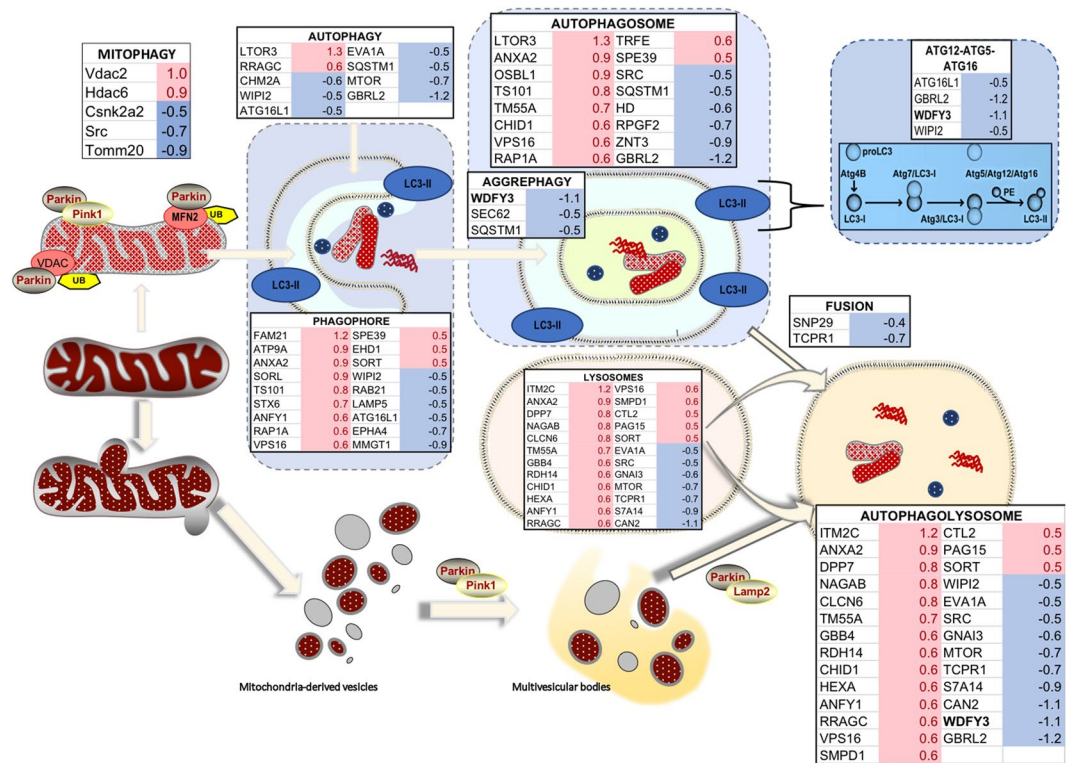 MITOPHAGY
Vdac2 1.0
Hdac6 0.9
Csnk2a2 -0.5
Src -0.7
Tomm20 -0.9
AUTOPHAGY
LTOR3 1.3 EVA1A -0.5
RRAGC 0.6 SQSTM1 -0.5
CHM2A -0.6 MTOR -0.7
WIPI2 -0.5 GBRL2 -1.2
ATG16L1 -0.5
AUTOPHAGOSOME
LTOR3 1.3 TRFE 0.6
ANXA2 0.9 SPE39 0.5
OSBL1 0.9 SRC -0.5
TS101 0.8 SQSTM1 -0.5
TM55A 0.7 HD -0.6
CHID1 0.6 RPGF2 -0.7
VPS16 0.6 ZNT3 -0.9
RAP1A 0.6 GBRL2 -1.2
ATG12-ATG5-
ATG16
ATG16L1 -0.5
GBRL2 -1.2
WDFY3 -1.1
WIPI2 -0.5
proLC3
Atg4B Atg7/LC3-I Atg5/Atg12/Atg16
PE
LC3-I Atg3/LC3-I LC3-II
AGGREPHAGY
WDFY3 -1.1
SEC62 -0.5
SQSTM1 -0.5
LC3-II
LC3-II
LC3-II
LC3-II
LC3-II
Parkin
Pink1
Parkin
MFN2
UB
VDAC
Parkin
UB
PHAGOPHORE
FAM21 1.2 SPE39 0.5
ATP9A 0.9 EHD1 0.5
ANXA2 0.9 SORT 0.5
SORL 0.9 WIPI2 -0.5
TS101 0.8 RAB21 -0.5
STX6 0.7 LAMP5 -0.5
ANFY1 0.6 ATG16L1 -0.5
RAP1A 0.6 EPHA4 -0.7
VPS16 0.6 MMGT1 -0.9
FUSION
SNP29 -0.4
TCPR1 -0.7
LYSOSOMES
ITM2C 1.2 VPS16 0.6
ANXA2 0.9 SMPD1 0.6
DPP7 0.8 CTL2 0.5
NAGAB 0.8 PAG15 0.5
CLCN6 0.8 SORT 0.5
TM55A 0.7 EVA1A -0.5
GBB4 0.6 SRC -0.5
RDH14 0.6 GNAI3 -0.6
CHID1 0.6 MTOR -0.7
HEXA 0.6 TCPR1 -0.7
ANFY1 0.6 S7A14 -0.9
RRAGC 0.6 CAN2 -1.1
AUTOPHAGOLYSOSOME
ITM2C 1.2 CTL2 0.5
ANXA2 0.9 PAG15 0.5
DPP7 0.8 SORT 0.5
NAGAB 0.8 WIPI2 -0.5
CLCN6 0.8 EVA1A -0.5
TM55A 0.7 SRC -0.5
GBB4 0.6 GNAI3 -0.6
RDH14 0.6 MTOR -0.7
CHID1 0.6 TCPR1 -0.7
HEXA 0.6 S7A14 -0.9
ANFY1 0.6 CAN2 -1.1
RRAGC 0.6 WDFY3 -1.1
VPS16 0.6 GBRL2 -1.2
SMPD1 0.6
Parkin
Pink1
Parkin
Lamp2
Mitochondria-derived vesicles
Multivesicular bodies